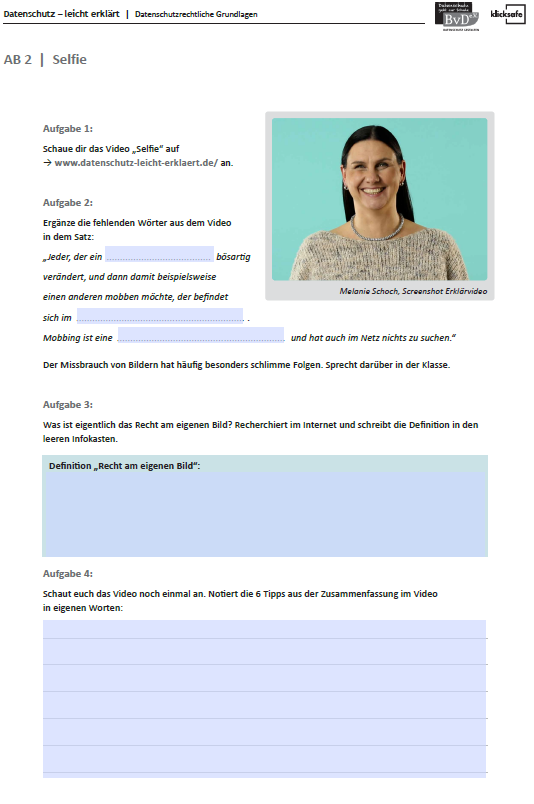 Datenschutz – leicht erklärt | Datenschutzrechtliche Grundlagen
Datenschutz
geht zur Schule
BvD e.V.
klicksafe
AB 2 | Selfie
Aufgabe 1:
Schaue dir das Video „Selfie“ auf
→ www.datenschutz-leicht-erklaert.de/ an.
Aufgabe 2:
Ergänze die fehlenden Wörter aus dem Video
in dem Satz:
„Jeder, der ein bösartig
verändert, und dann damit beispielsweise
einen anderen mobben möchte, der befindet
sich im .
Mobbing ist eine und hat auch im Netz nichts zu suchen.“
Melanie Schoch, Screenshot Erklärvideo
Der Missbrauch von Bildern hat häufig besonders schlimme Folgen. Sprecht darüber in der Klasse.
Aufgabe 3:
Was ist eigentlich das Recht am eigenen Bild? Recherchiert im Internet und schreibt die Definition in den
leeren Infokasten.
Definition „Recht am eigenen Bild“:
Aufgabe 4:
Schaut euch das Video noch einmal an. Notiert die 6 Tipps aus der Zusammenfassung im Video
in eigenen Worten: